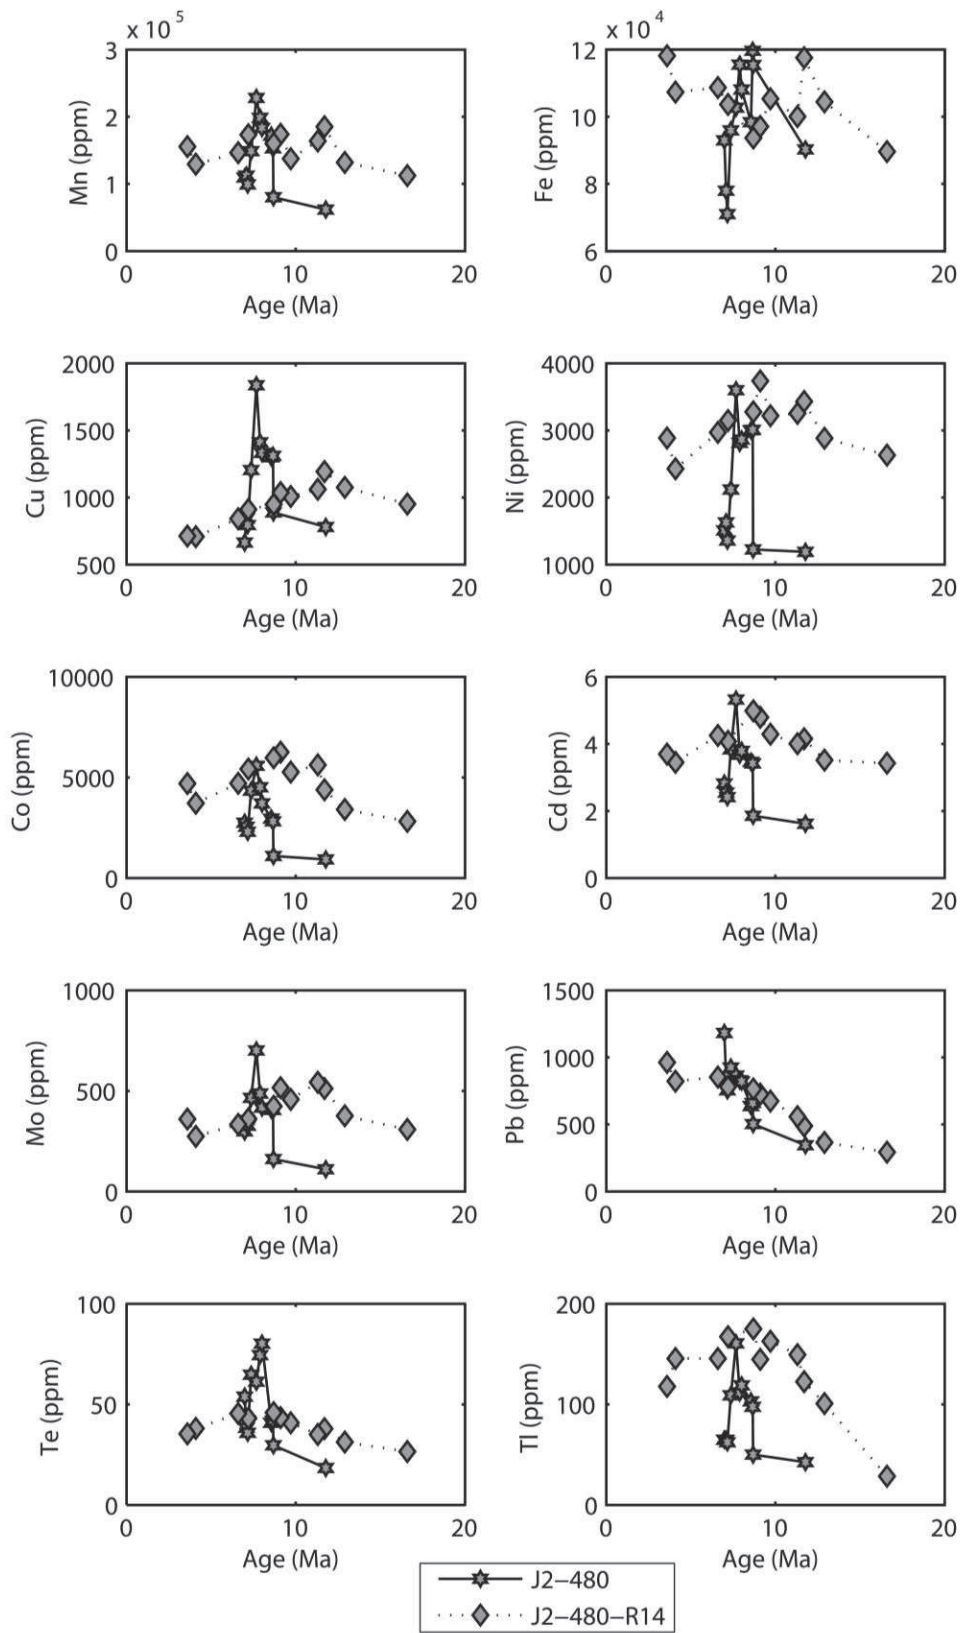 x 10 5
3
2
1
0
Mn (ppm)
0 10 20
Age (Ma)
x 10 4
12
10
8
6
Fe (ppm)
0 10 20
Age (Ma)
2000
1500
1000
500
Cu (ppm)
0 10 20
Age (Ma)
4000
3000
2000
1000
Ni (ppm)
0 10 20
Age (Ma)
10000
5000
0
Co (ppm)
0 10 20
Age (Ma)
6
4
2
0
Cd (ppm)
0 10 20
Age (Ma)
1000
500
0
Mo (ppm)
0 10 20
Age (Ma)
1500
1000
500
0
Pb (ppm)
0 10 20
Age (Ma)
100
50
0
Te (ppm)
0 10 20
Age (Ma)
200
100
0
Tl (ppm)
0 10 20
Age (Ma)
J2−480
J2−480−R14